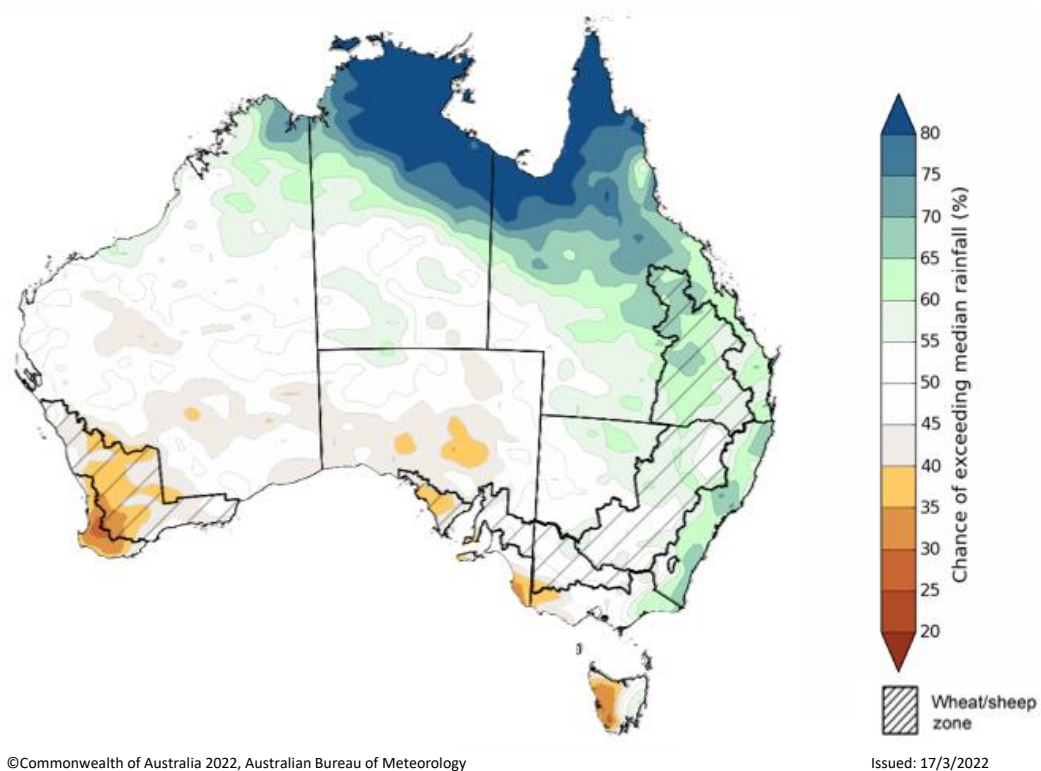 80
75
70
65
60
55
50
45
40
35
30
25
20
Chance of exceeding median rainfall (%)
Wheat/sheep
zone
©Commonwealth of Australia 2022, Australian Bureau of Meteorology
Issued: 17/3/2022